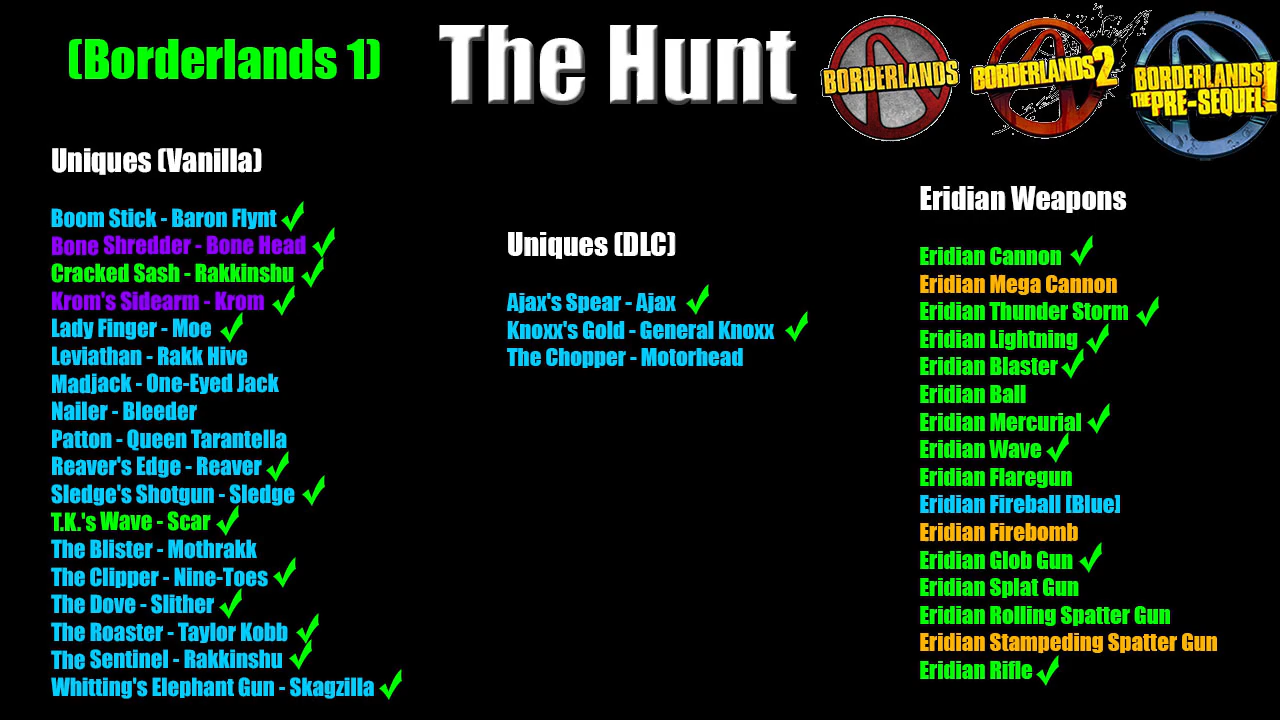 (Borderlands 1)
The Hunt
BORDERLANDS
BORDERLANDS 2
BORDERLANDS
THE PRE-SEQUEL!
Uniques (Vanilla)
Boom Stick - Baron Flynt
Bone Shredder - Bone Head
Cracked Sash - Rakkinshu
Krom's Sidearm - Krom
Lady Finger - Moe
Leviathan - Rakk Hive
Madjack - One-Eyed Jack
Nailer - Bleeder
Patton - Queen Tarantella
Reaver's Edge - Reaver
Sledge's Shotgun - Sledge
T.K.'s Wave - Scar
The Blister - Mothrakk
The Clipper - Nine-Toes
The Dove - Slither
The Roaster - Taylor Kobb
The Sentinel - Rakkinshu
Whitting's Elephant Gun - Skagzilla
Uniques (DLC)
Ajax's Spear - Ajax
Knoxx's Gold - General Knoxx
The Chopper - Motorhead
Eridian Weapons
Eridian Cannon
Eridian Mega Cannon
Eridian Thunder Storm
Eridian Lightning
Eridian Blaster
Eridian Ball
Eridian Mercurial
Eridian Wave
Eridian Flaregun
Eridian Fireball [Blue]
Eridian Firebomb
Eridian Glob Gun
Eridian Splat Gun
Eridian Rolling Spatter Gun
Eridian Stampeding Spatter Gun
Eridian Rifle